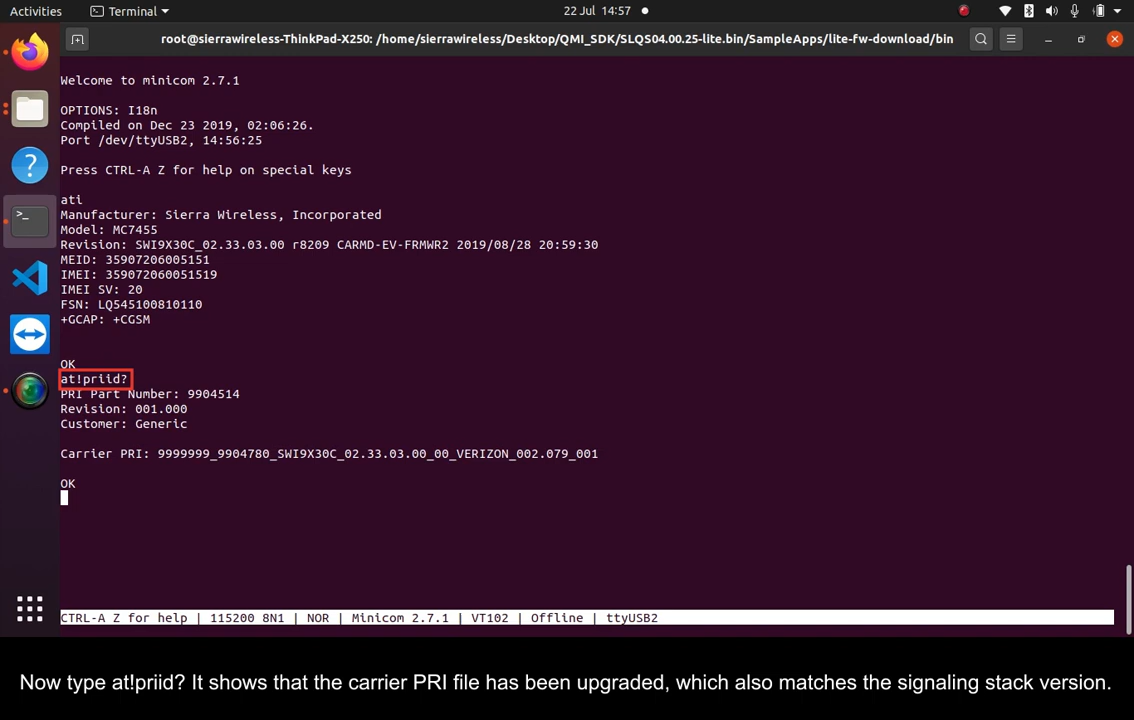 Activities
Terminal
22 Jul 14:57
root@sierrawireless-ThinkPad-X250: /home/sierrawireless/Desktop/QMI_SDK/SLQS04.00.25-lite.bin/SampleApps/lite-fw-download/bin
Welcome to minicom 2.7.1
OPTIONS: I18n
Compiled on Dec 23 2019, 02:06:26.
Port /dev/ttyUSB2, 14:56:25
Press CTRL-A Z for help on special keys
ati
Manufacturer: Sierra Wireless, Incorporated
Model: MC7455
Revision: SWI9X30C_02.33.03.00 r8209 CARMD-EV-FRMWR2 2019/08/28 20:59:30
MEID: 35907206005151
IMEI: 359072060051519
IMEI SV: 20
FSN: LQ545100810110
+GCAP: +CGSM
OK
at!priid?
PRI Part Number: 9904514
Revision: 001.000
Customer: Generic
Carrier PRI: 9999999_9904780_SWI9X30C_02.33.03.00_00_VERIZON_002.079_001
OK
CTRL-A Z for help | 115200 8N1 | NOR | Minicom 2.7.1 | VT102 | Offline | ttyUSB2
Now type at!priid? It shows that the carrier PRI file has been upgraded, which also matches the signaling stack version.